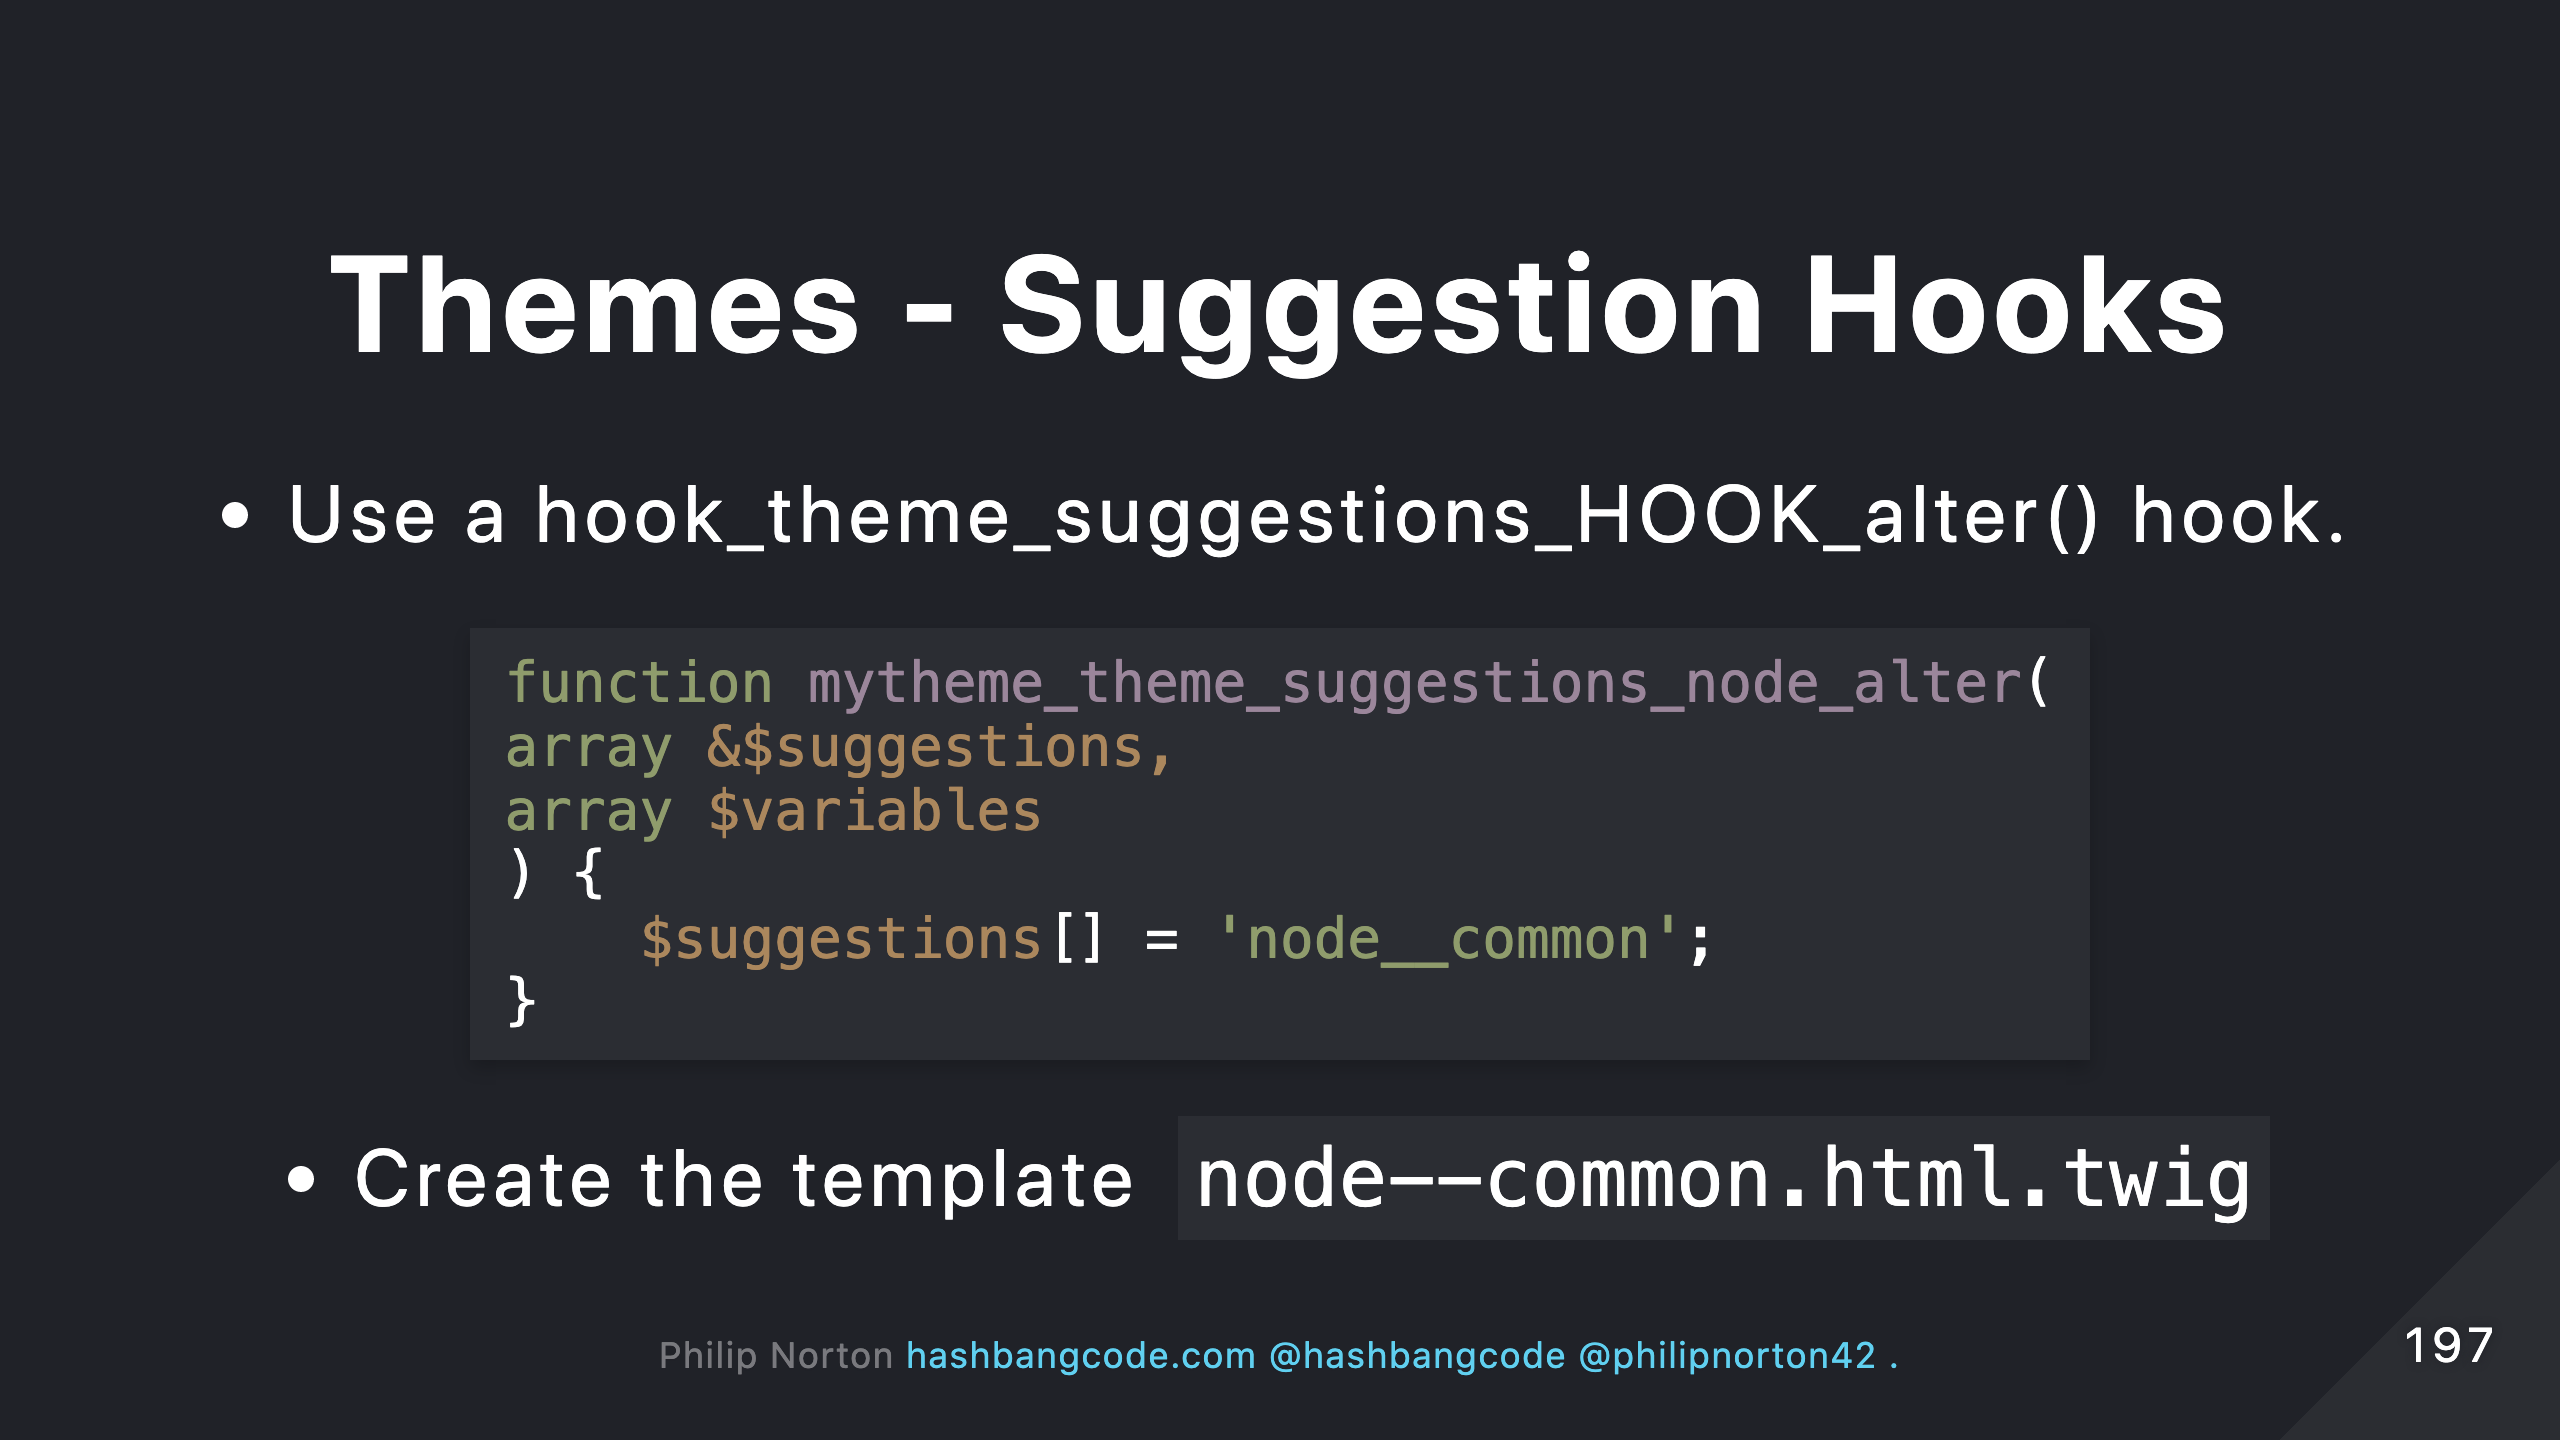 Themes - Suggestion Hooks
• Use a hook_theme_suggestions_HOOK_alter() hook.
function mytheme_theme_suggestions_node_alter(
array &$suggestions,
array $variables
) {
    $suggestions[] = 'node__common';
}
• Create the template node--common.html.twig
Philip Norton hashbangcode.com @hashbangcode @philipnorton42 .
197